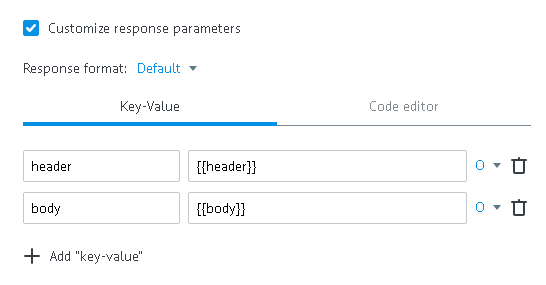 Customize response parameters
Response format: Default
Key-Value Code editor
header {{header}} O
body {{body}} O
Add "key-value"